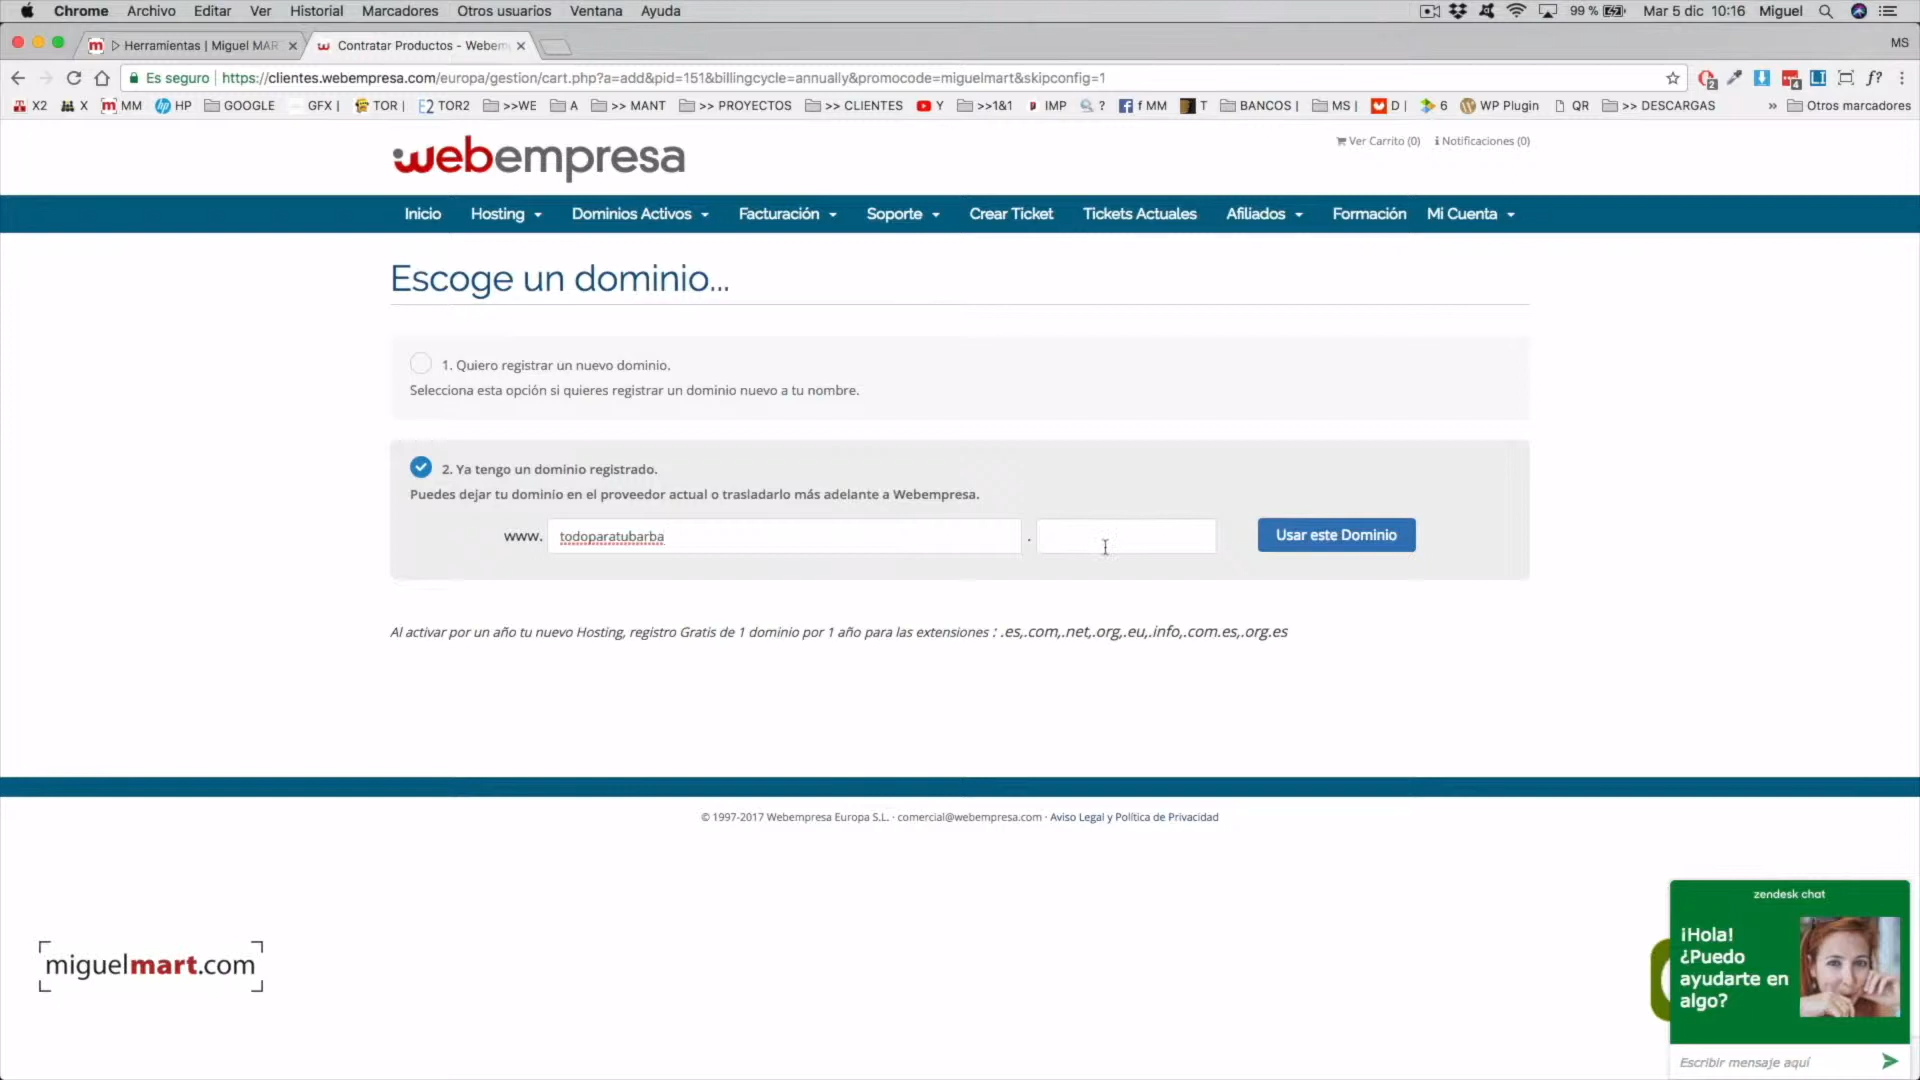 Chrome Archivo Editar Ver Historial Marcadores Otros usuarios Ventana Ayuda 99 % Mar 5 dic 10:16 Miguel
m Herramientas | Miguel MAR Contratar Productos - Webem MS
Es seguro https://clientes.webempresa.com/europa/gestion/cart.php?a=add&pid=151&billingcycle=annually&promocode=miguelmart&skipconfig=1 2 4 f?
X2 X MM HP GOOGLE GFX | TOR | TOR2 >>WE A >> MANT >> PROYECTOS >> CLIENTES Y >>1&1 IMP ? f MM T BANCOS | MS | D | 6 WP Plugin QR >> DESCARGAS » Otros marcadores
webempresa
Ver Carrito (0) Notificaciones (0)
Inicio Hosting Dominios Activos Facturación Soporte Crear Ticket Tickets Actuales Afiliados Formación Mi Cuenta
Escoge un dominio...
1. Quiero registrar un nuevo dominio.
Selecciona esta opción si quieres registrar un dominio nuevo a tu nombre.
2. Ya tengo un dominio registrado.
Puedes dejar tu dominio en el proveedor actual o trasladarlo más adelante a Webempresa.
www. todoparatubarba . Usar este Dominio
Al activar por un año tu nuevo Hosting, registro Gratis de 1 dominio por 1 año para las extensiones : .es,.com,.net,.org,.eu,.info,.com.es,.org.es
© 1997-2017 Webempresa Europa S.L. · comercial@webempresa.com · Aviso Legal y Política de Privacidad
zendesk chat
¡Hola!
¿Puedo
ayudarte en
algo?
Escribir mensaje aquí
miguelmart.com